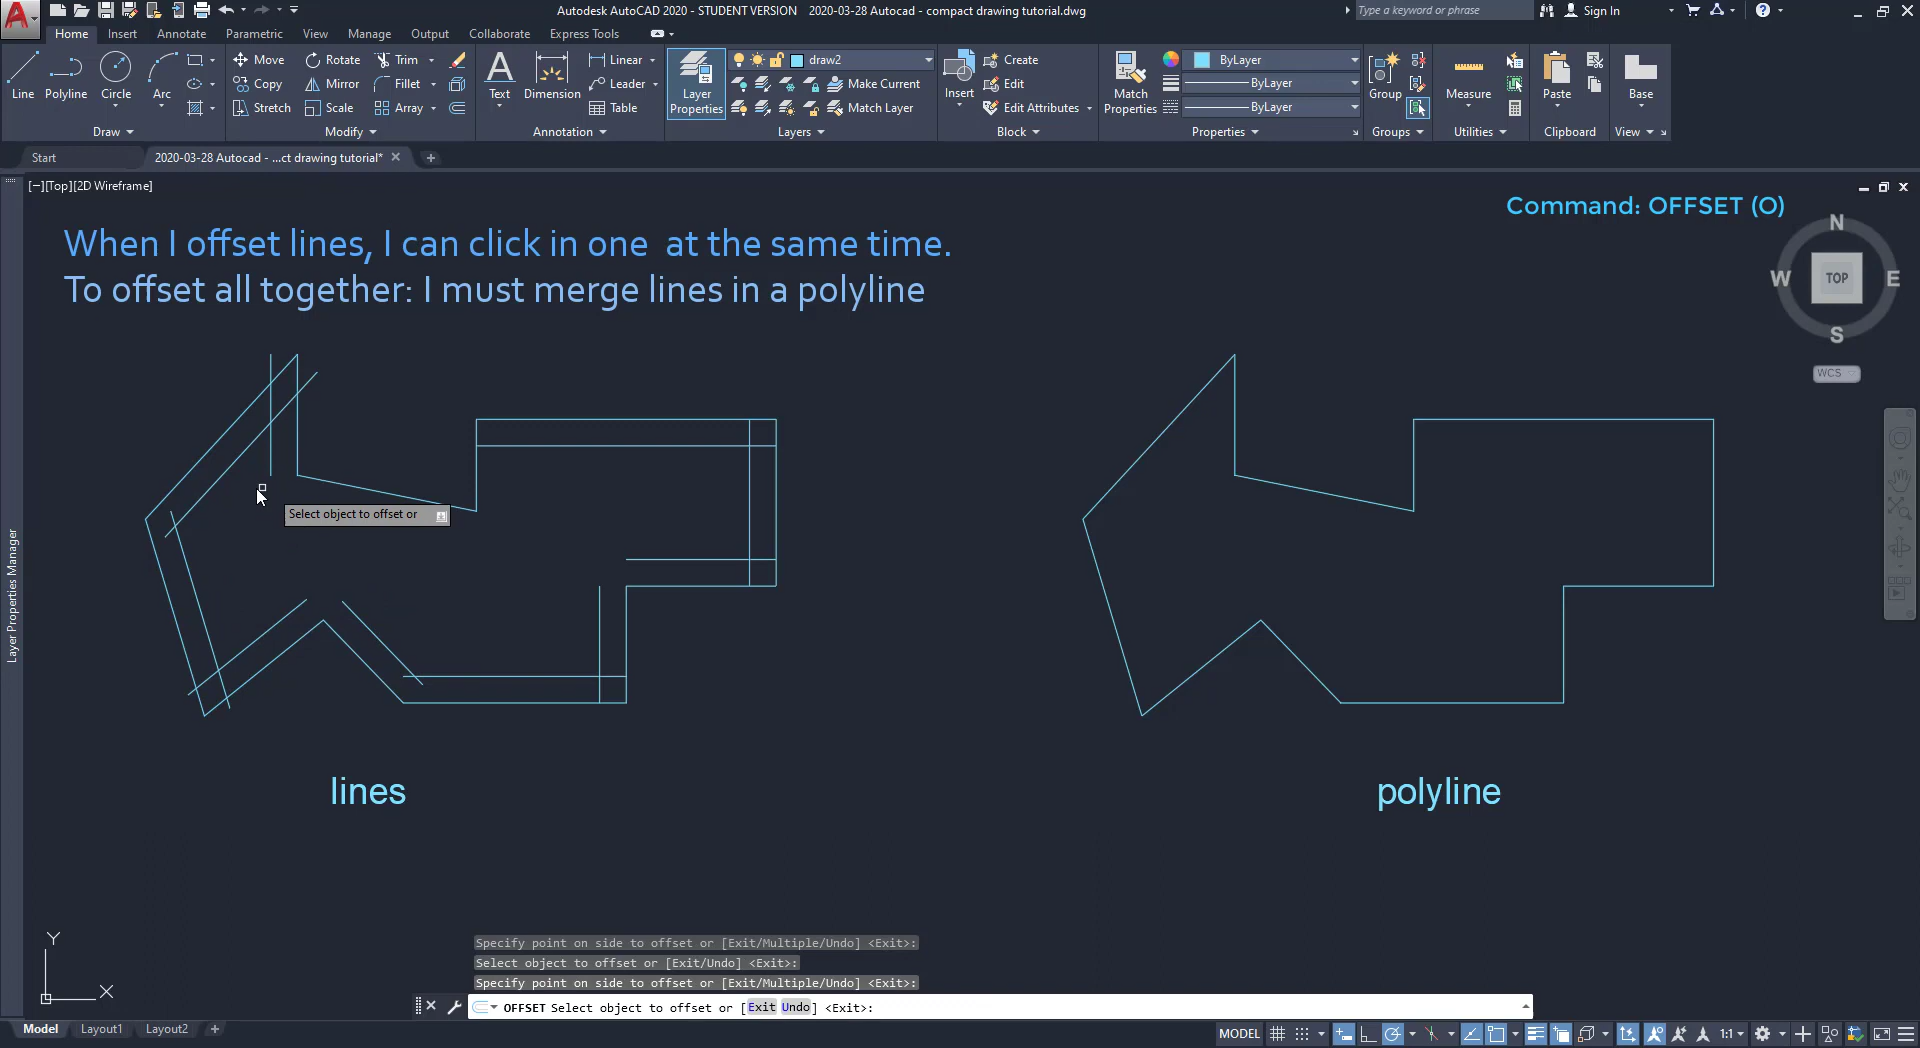 Autodesk AutoCAD 2020 - STUDENT VERSION 2020-03-28 Autocad - compact drawing tutorial.dwg
Type a keyword or phrase
Sign In
Home Insert Annotate Parametric View Manage Output Collaborate Express Tools
Line Polyline Circle Arc
Move Rotate Trim
Copy Mirror Fillet
Stretch Scale Array
Text Dimension
Linear
Leader
Table
Layer Properties
draw2
Make Current
Match Layer
Insert
Create
Edit
Edit Attributes
Match Properties
ByLayer
ByLayer
ByLayer
Group Measure Paste Base
Draw Modify Annotation Layers Block Properties Groups Utilities Clipboard View
Start 2020-03-28 Autocad - ...ct drawing tutorial*
[−][Top][2D Wireframe]
Command: OFFSET (O)
When I offset lines, I can click in one at the same time.
To offset all together: I must merge lines in a polyline
N
W TOP E
S
WCS
Select object to offset or
Layer Properties Manager
lines polyline
Y
X
Specify point on side to offset or [Exit/Multiple/Undo] <Exit>:
Select object to offset or [Exit/Undo] <Exit>:
Specify point on side to offset or [Exit/Multiple/Undo] <Exit>:
OFFSET Select object to offset or [Exit Undo] <Exit>:
Model Layout1 Layout2
MODEL 1:1